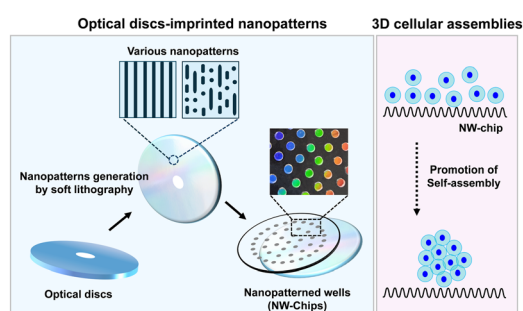 Optical discs-imprinted nanopatterns
Various nanopatterns
Nanopatterns generation
by soft lithography
Optical discs
Nanopatterned wells
(NW-Chips)
3D cellular assemblies
NW-chip
Promotion of
Self-assembly